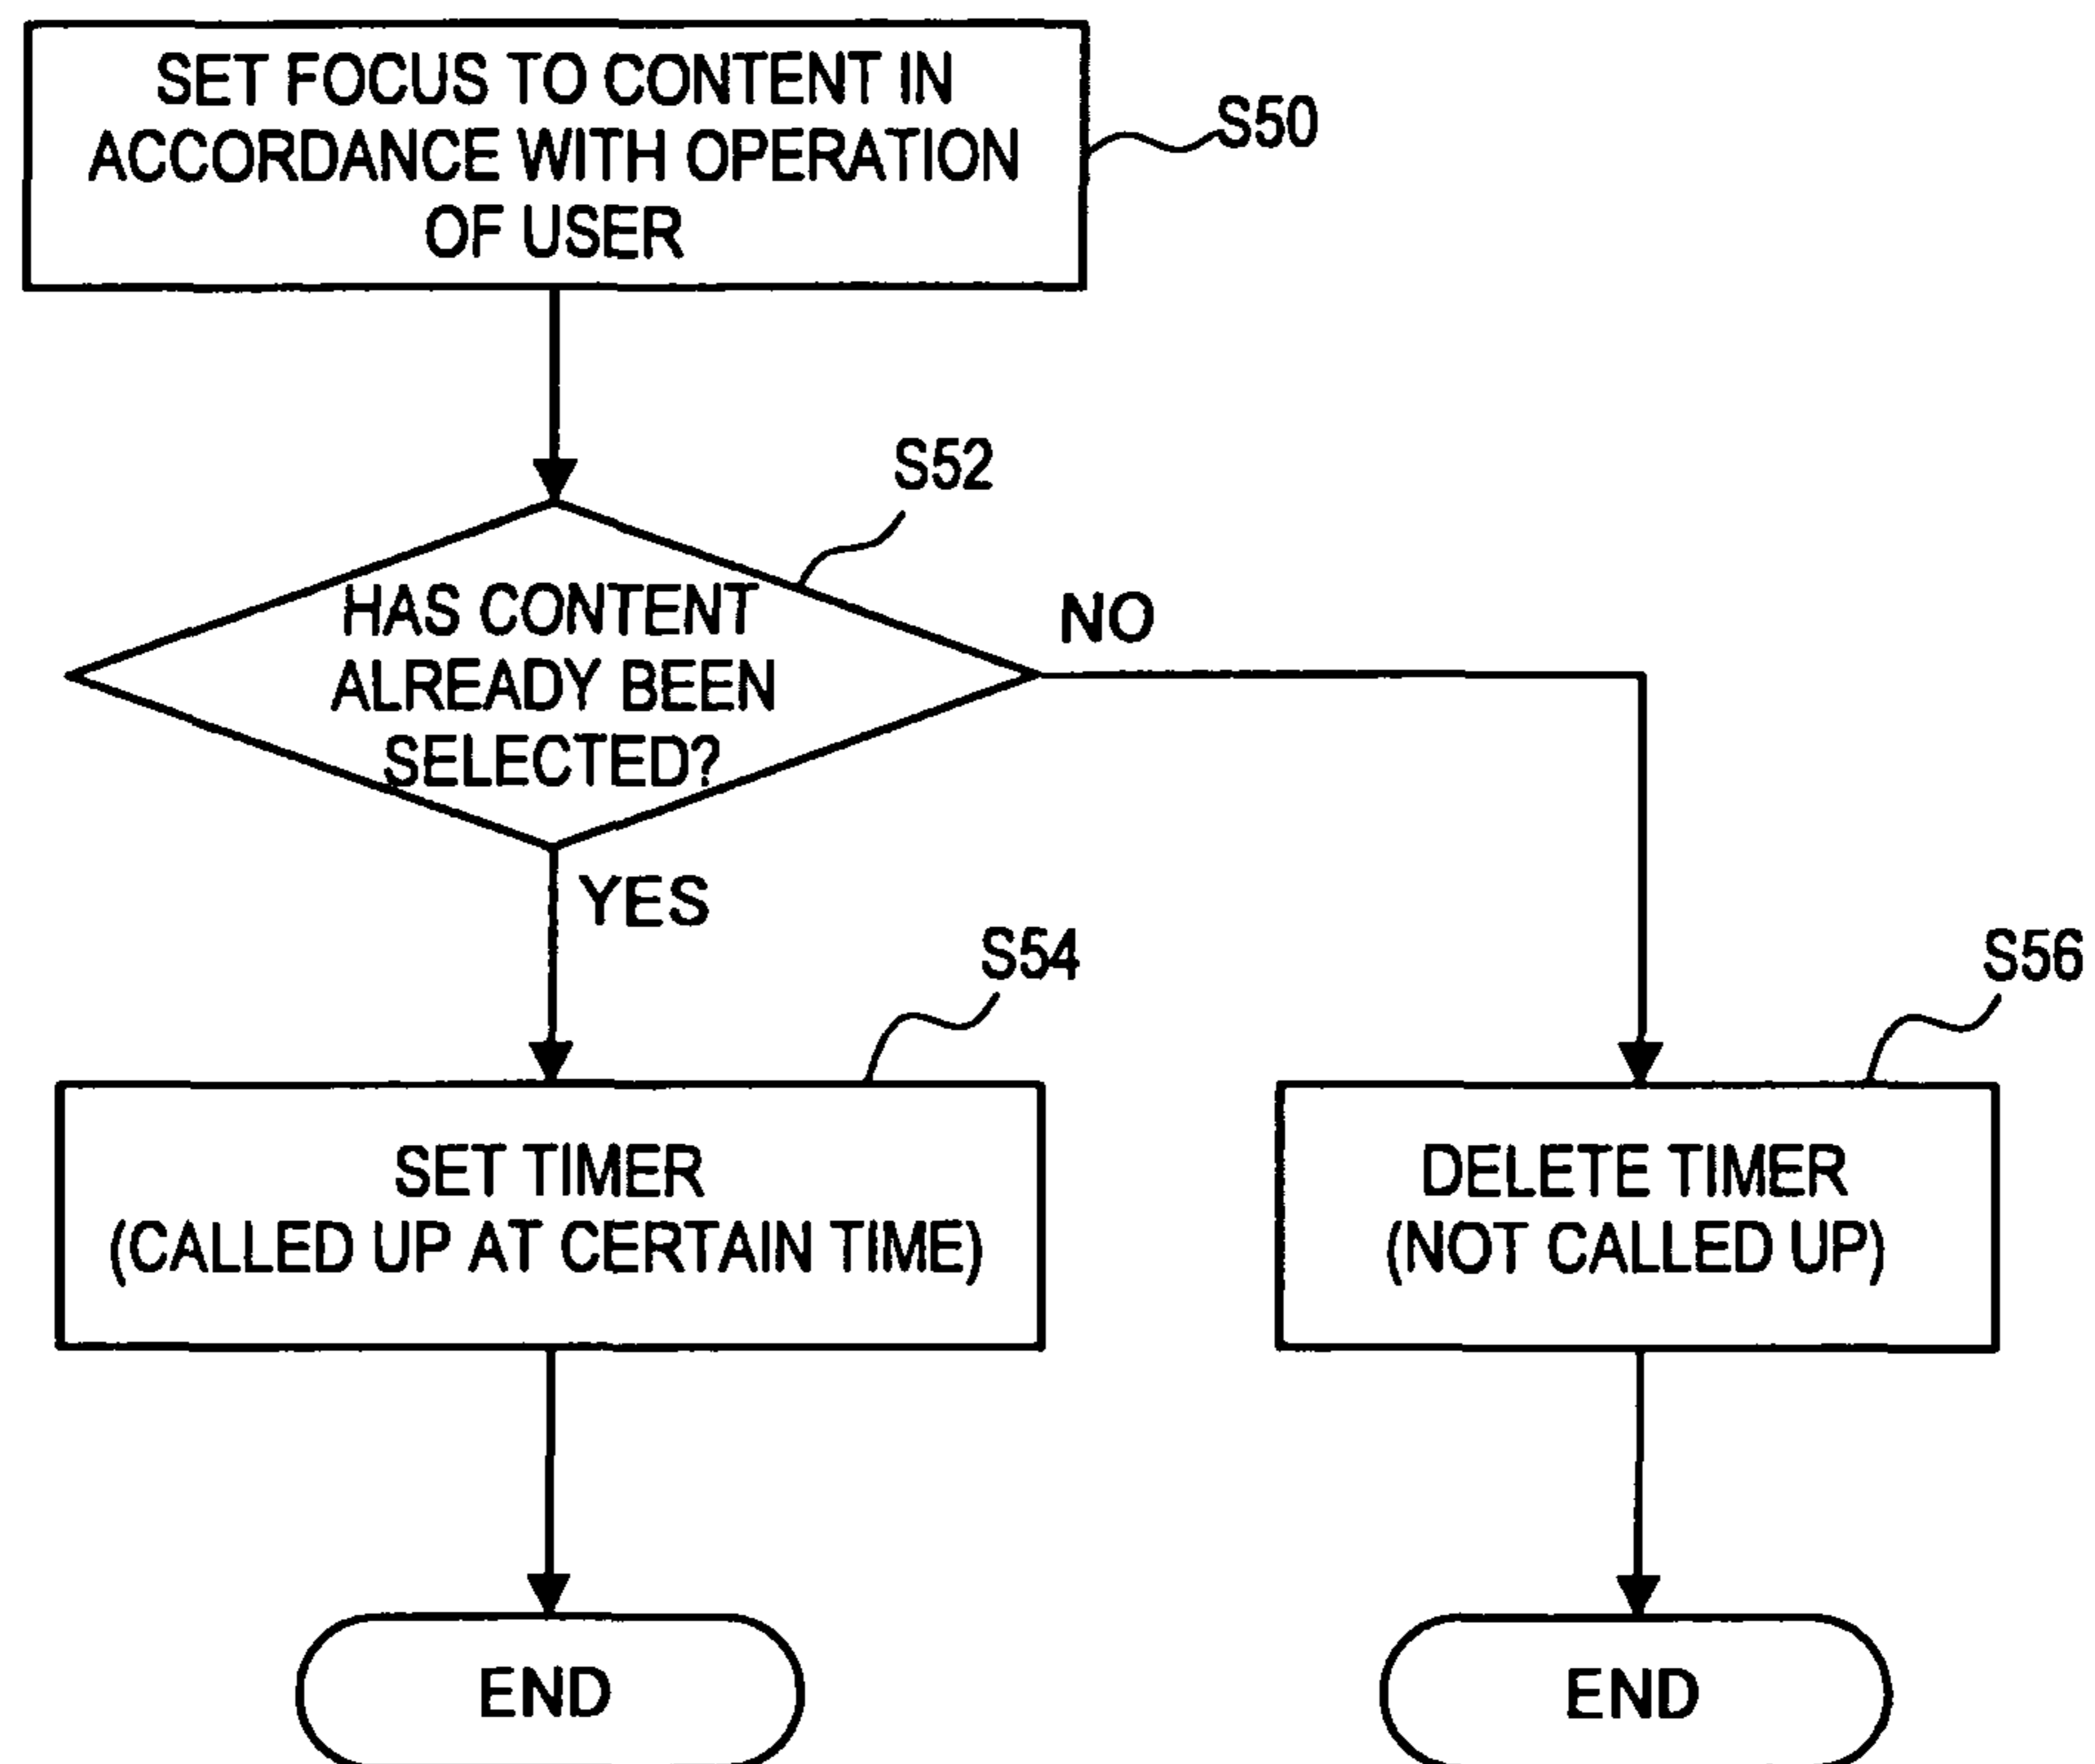 SET FOCUS TO CONTENT IN
ACCORDANCE WITH OPERATION
OF USER
S50
S52
HAS CONTENT
ALREADY BEEN
SELECTED?
NO
YES
S54
S56
SET TIMER
(CALLED UP AT CERTAIN TIME)
DELETE TIMER
(NOT CALLED UP)
END
END